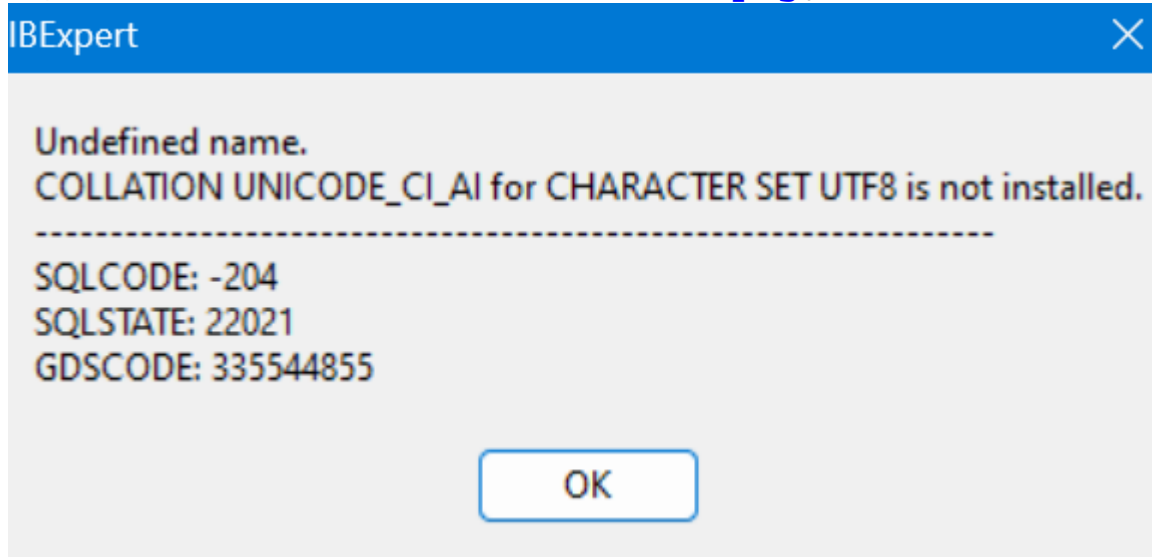 IBExpert
Undefined name.
COLLATION UNICODE_CI_AI for CHARACTER SET UTF8 is not installed.
----------------------------------------------------------------
SQLCODE: -204
SQLSTATE: 22021
GDSCODE: 335544855
OK